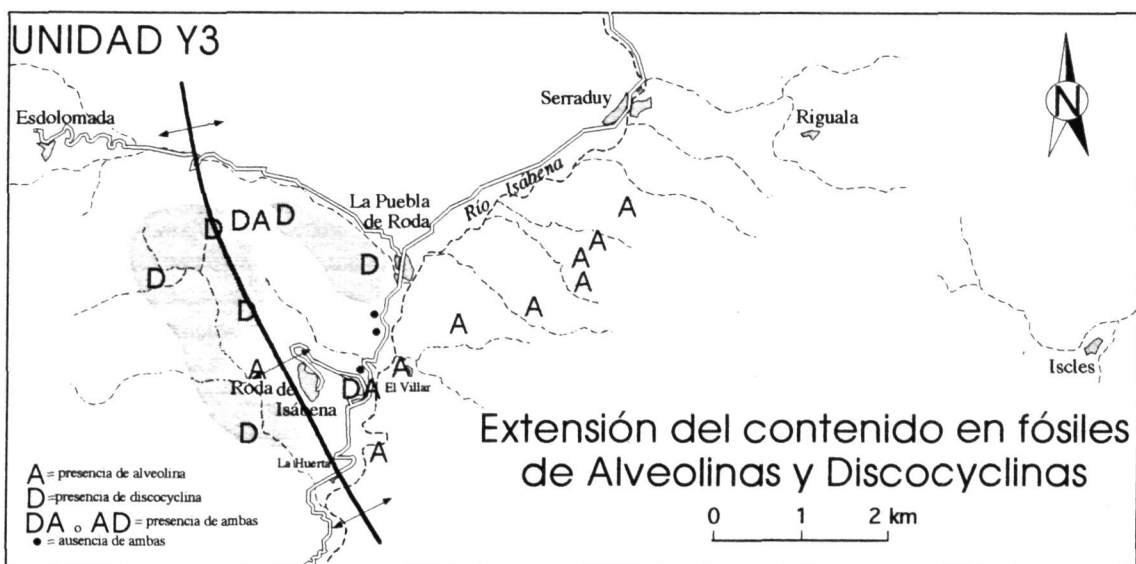 UNIDAD Y3
N
Esdolomada
Serraduy
Riguala
Río Isábena
La Puebla
de Roda
A
D
DA
D
A
D
A
A
D
A
D
A
A
Iscles
A
A
Roda de
Isábena
DA
El Villar
D
A
La Huerta
Extensión del contenido en fósiles
de Alveolinas y Discocyclinas
A = presencia de alveolina
D = presencia de discocyclina
DA o AD = presencia de ambas
• = ausencia de ambas
0 1 2 km